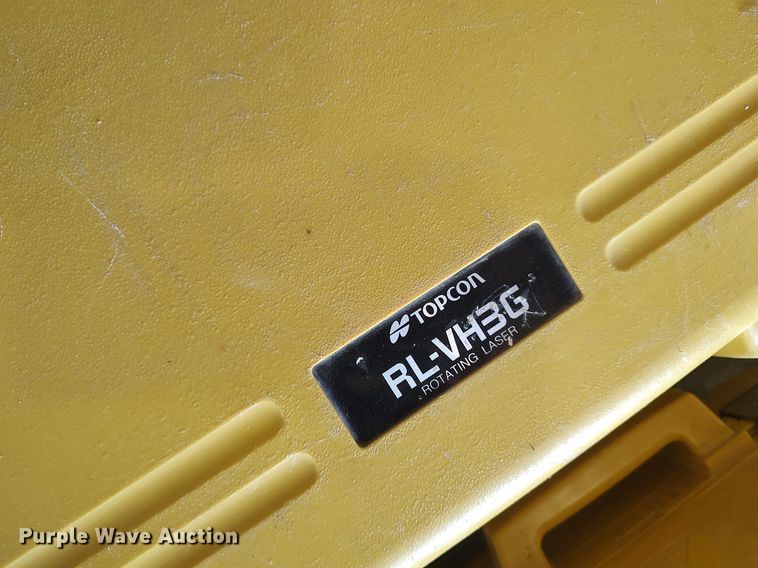 TOPCON
RL-VH3G
ROTATING LASER
Purple Wave Auction